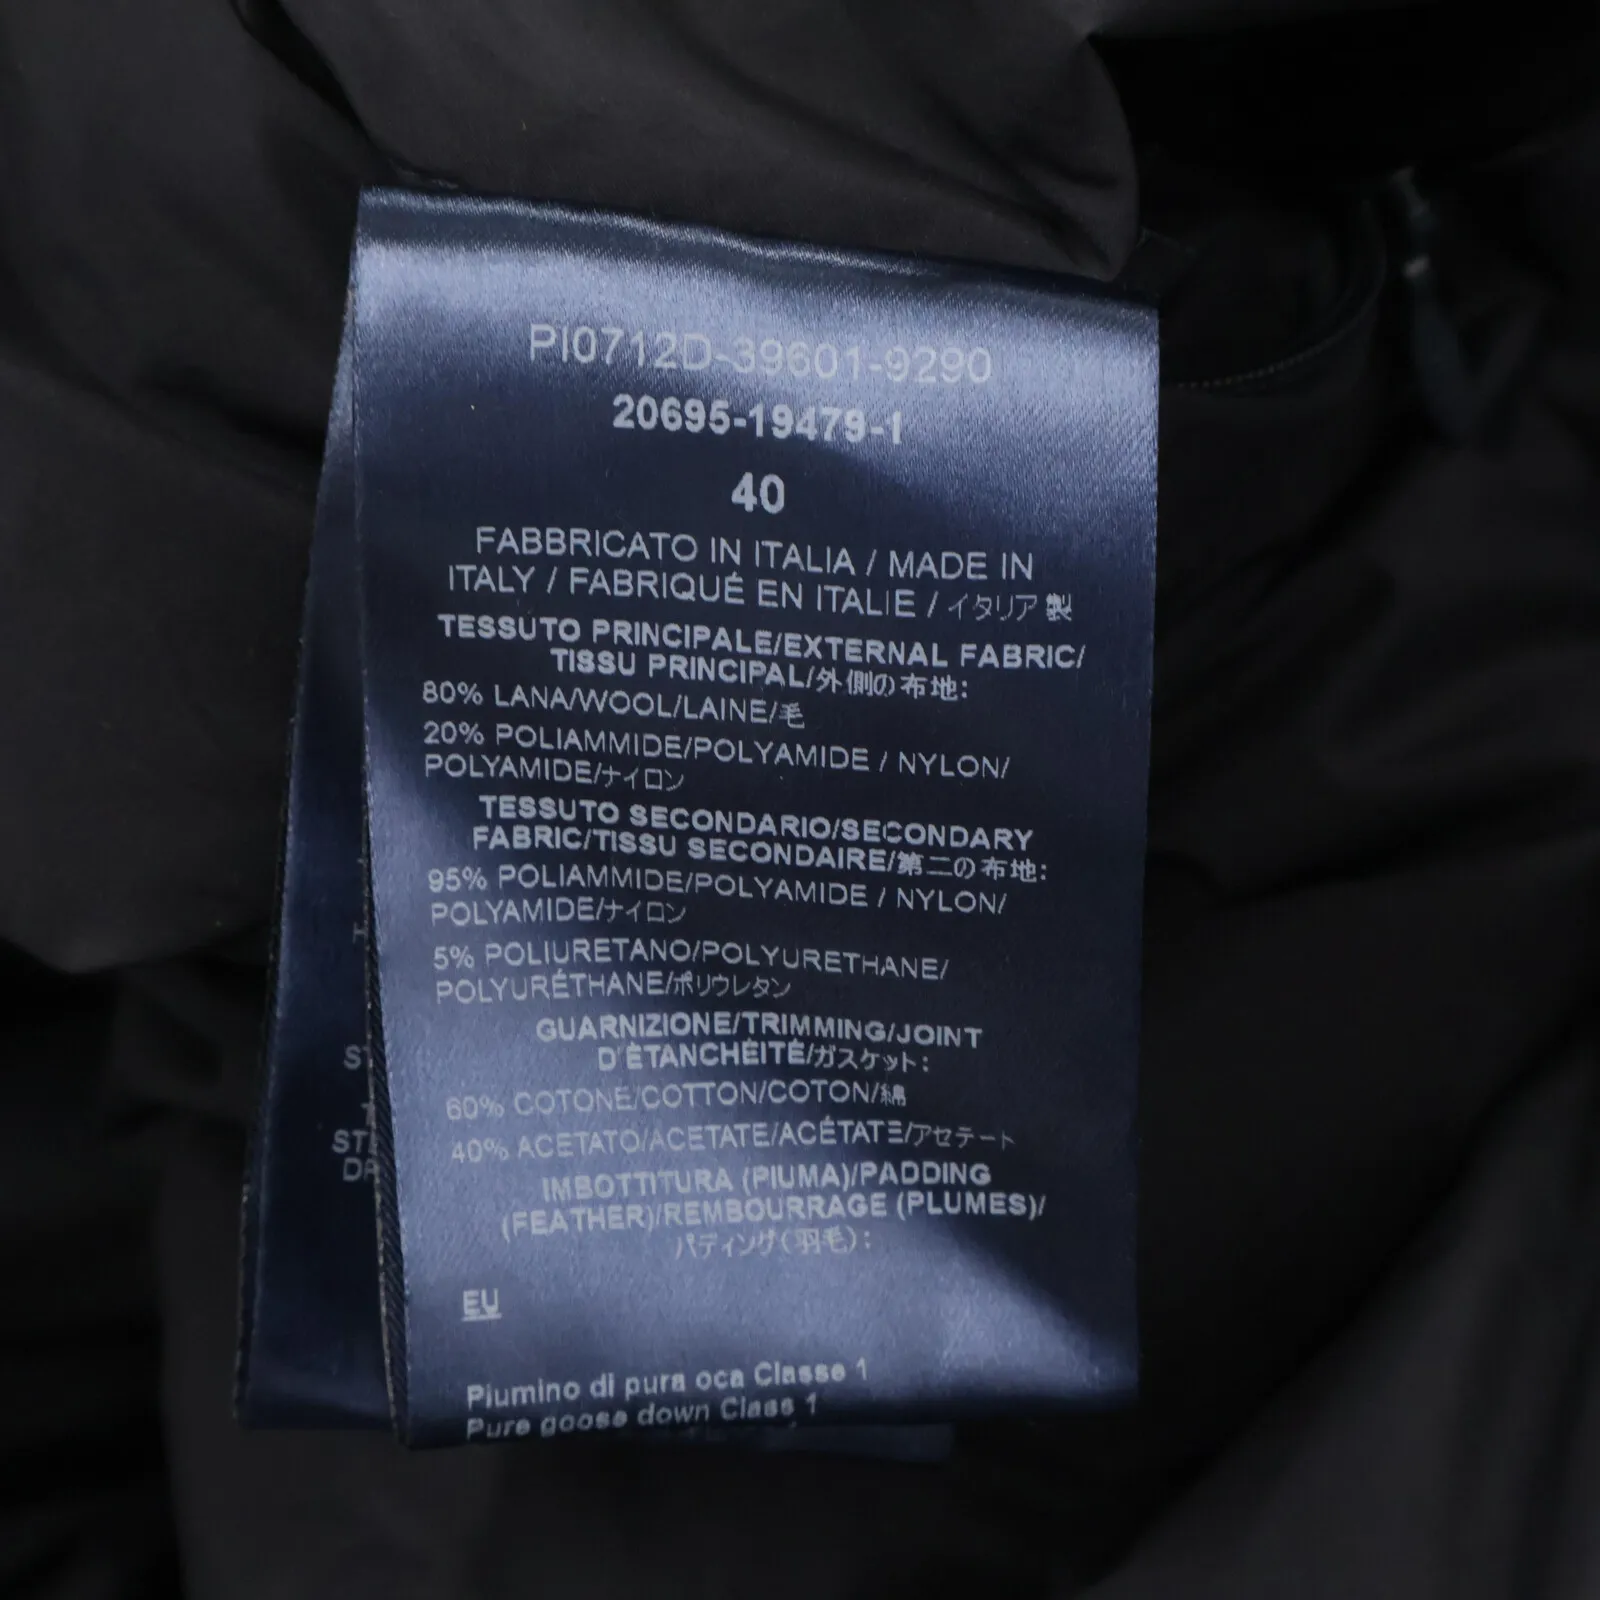 PI0712D-39601-9290
20695-19479-1
40
FABBRICATO IN ITALIA / MADE IN
ITALY / FABRIQUÉ EN ITALIE / イタリア製
TESSUTO PRINCIPALE/EXTERNAL FABRIC/
TISSU PRINCIPAL/外側の布地:
80% LANA/WOOL/LAINE/毛
20% POLIAMMIDE/POLYAMIDE / NYLON/
POLYAMIDE/ナイロン
TESSUTO SECONDARIO/SECONDARY
FABRIC/TISSU SECONDAIRE/第二の布地:
95% POLIAMMIDE/POLYAMIDE / NYLON/
POLYAMIDE/ナイロン
5% POLIURETANO/POLYURETHANE/
POLYURÉTHANE/ポリウレタン
GUARNIZIONE/TRIMMING/JOINT
D'ÉTANCHÉITÉ/ガスケット:
60% COTONE/COTTON/COTON/綿
40% ACETATO/ACETATE/ACÉTATE/アセテート
IMBOTTITURA (PIUMA)/PADDING
(FEATHER)/REMBOURRAGE (PLUMES)/
パディング(羽毛):
EU
Piumino di pura oca Classe 1
Pure goose down Class 1